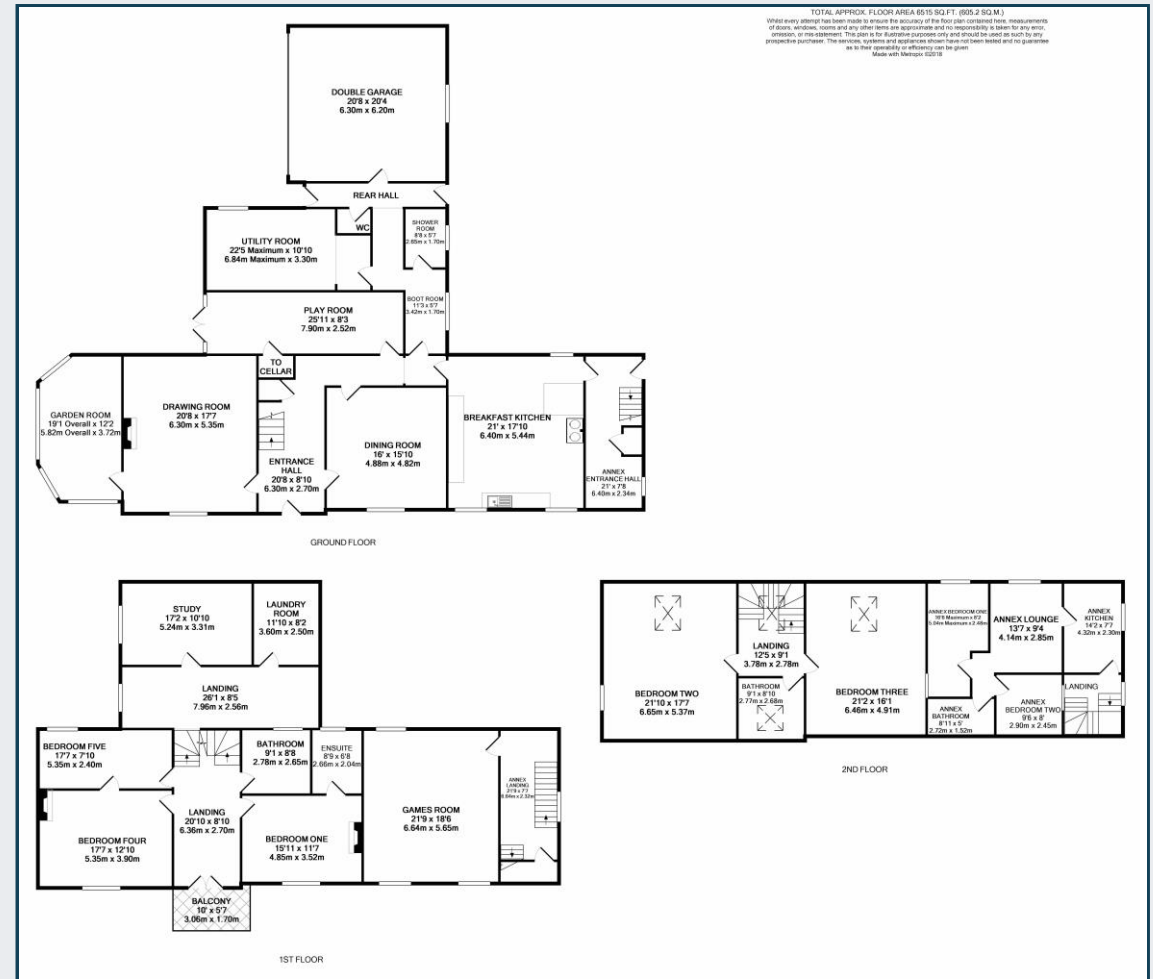 TOTAL APPROX. FLOOR AREA 6515 SQ.FT. (605.2 SQ.M.)
Whilst every attempt has been made to ensure the accuracy of the floor plan contained here, measurements
of doors, windows, rooms and any other items are approximate and no responsibility is taken for any error,
omission, or mis-statement. This plan is for illustrative purposes only and should be used as such by any
prospective purchaser. The services, systems and appliances shown have not been tested and no guarantee
as to their operability or efficiency can be given
Made with Metropix ©2018
DOUBLE GARAGE
20'8 x 20'4
6.30m x 6.20m
REAR HALL
WC
SHOWER
ROOM
8'8 x 5'7
2.65m x 1.70m
UTILITY ROOM
22'5 Maximum x 10'10
6.84m Maximum x 3.30m
BOOT ROOM
11'3 x 5'7
3.42m x 1.70m
PLAY ROOM
25'11 x 8'3
7.90m x 2.52m
TO
CELLAR
GARDEN ROOM
19'1 Overall x 12'2
5.82m Overall x 3.72m
DRAWING ROOM
20'8 x 17'7
6.30m x 5.35m
ENTRANCE
HALL
20'8 x 8'10
6.30m x 2.70m
DINING ROOM
16' x 15'10
4.88m x 4.82m
BREAKFAST KITCHEN
21' x 17'10
6.40m x 5.44m
ANNEX
ENTRANCE HALL
21' x 7'8
6.40m x 2.34m
GROUND FLOOR
STUDY
17'2 x 10'10
5.24m x 3.31m
LAUNDRY
ROOM
11'10 x 8'2
3.60m x 2.50m
LANDING
26'1 x 8'5
7.96m x 2.56m
BEDROOM FIVE
17'7 x 7'10
5.35m x 2.40m
BATHROOM
9'1 x 8'8
2.78m x 2.65m
ENSUITE
8'9 x 6'8
2.66m x 2.04m
LANDING
20'10 x 8'10
6.36m x 2.70m
BEDROOM FOUR
17'7 x 12'10
5.35m x 3.90m
BEDROOM ONE
15'11 x 11'7
4.85m x 3.52m
GAMES ROOM
21'9 x 18'6
6.64m x 5.65m
ANNEX
LANDING
21'9 x 7'7
BALCONY
10' x 5'7
3.06m x 1.70m
1ST FLOOR
BEDROOM TWO
21'10 x 17'7
6.65m x 5.37m
LANDING
12'5 x 9'1
3.78m x 2.78m
BATHROOM
9'1 x 8'10
2.77m x 2.68m
BEDROOM THREE
21'2 x 16'1
6.46m x 4.91m
ANNEX BEDROOM ONE
ANNEX LOUNGE
13'7 x 9'4
4.14m x 2.85m
ANNEX
KITCHEN
14'2 x 7'7
4.32m x 2.30m
ANNEX
BATHROOM
8'11 x 5'
2.72m x 1.52m
ANNEX
BEDROOM TWO
9'6 x 8'
2.90m x 2.45m
LANDING
2ND FLOOR